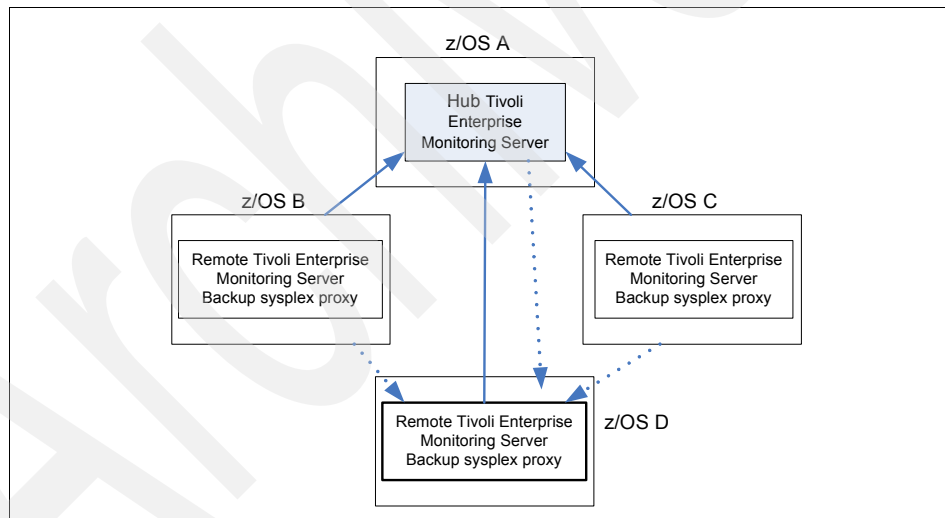 z/OS A
Hub Tivoli
Enterprise
Monitoring Server
z/OS B
z/OS C
Remote Tivoli Enterprise
Monitoring Server
Backup sysplex proxy
Remote Tivoli Enterprise
Monitoring Server
Backup sysplex proxy
Remote Tivoli Enterprise
Monitoring Server
Backup sysplex proxy
z/OS D